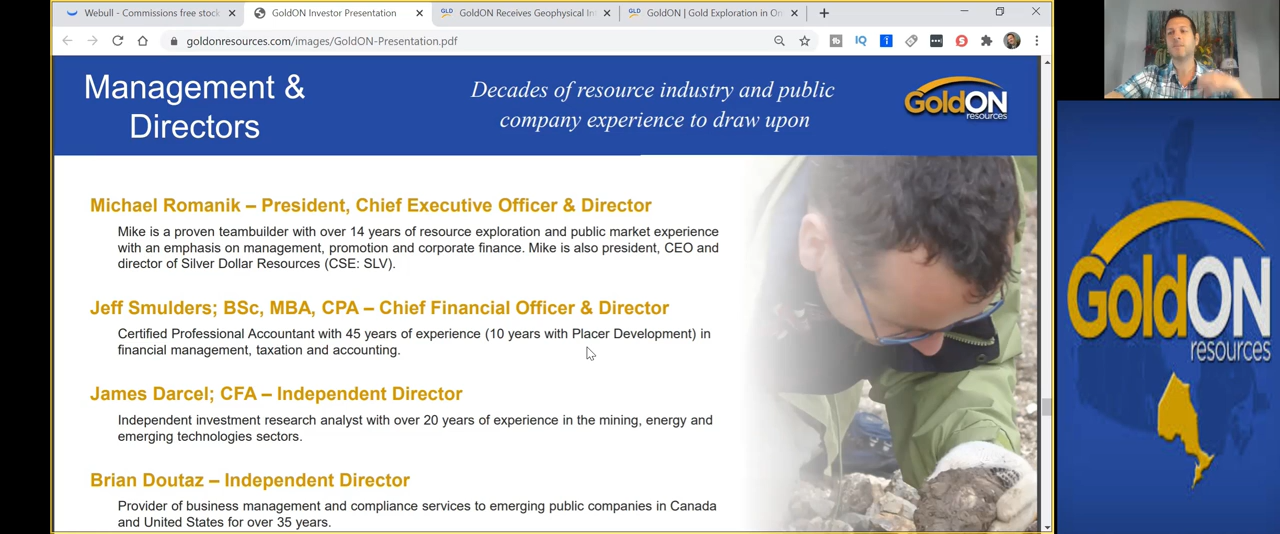 Webull - Commissions free stock
GoldON Investor Presentation
GoldON Receives Geophysical In
GoldON | Gold Exploration in On
goldonresources.com/images/GoldON-Presentation.pdf
Management &
Directors
Decades of resource industry and public
company experience to draw upon
GoldON
resources
Michael Romanik – President, Chief Executive Officer & Director
Mike is a proven teambuilder with over 14 years of resource exploration and public market experience
with an emphasis on management, promotion and corporate finance. Mike is also president, CEO and
director of Silver Dollar Resources (CSE: SLV).
Jeff Smulders; BSc, MBA, CPA – Chief Financial Officer & Director
Certified Professional Accountant with 45 years of experience (10 years with Placer Development) in
financial management, taxation and accounting.
James Darcel; CFA – Independent Director
Independent investment research analyst with over 20 years of experience in the mining, energy and
emerging technologies sectors.
Brian Doutaz – Independent Director
Provider of business management and compliance services to emerging public companies in Canada
and United States for over 35 years.
GoldON
resources